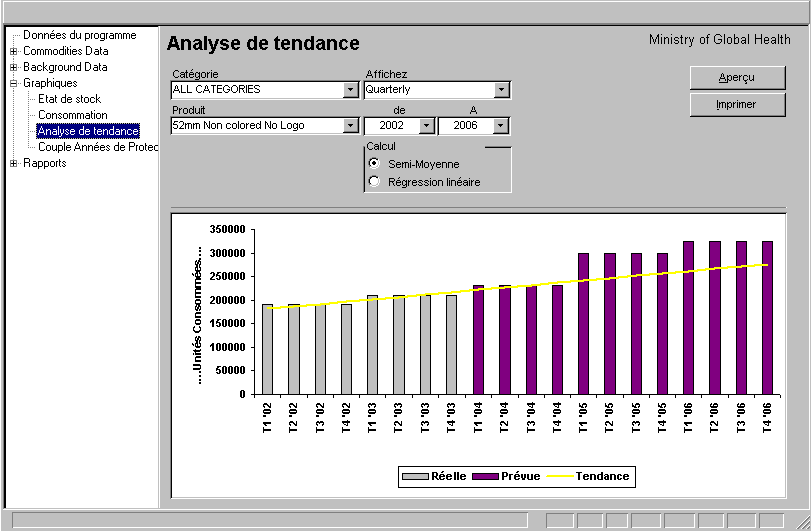 Données du programme
Commodities Data
Background Data
Graphiques
Etat de stock
Consommation
Analyse de tendance
Couple Années de Protec
Rapports
Analyse de tendance
Ministry of Global Health
Catégorie
Affichez
ALL CATEGORIES
Quarterly
Produit
de
A
52mm Non colored No Logo
2002
2006
Calcul
Semi-Moyenne
Régression linéaire
Aperçu
Imprimer
....Unités Consommées....
350000
300000
250000
200000
150000
100000
50000
0
T1 '02
T2 '02
T3 '02
T4 '02
T1 '03
T2 '03
T3 '03
T4 '03
T1 '04
T2 '04
T3 '04
T4 '04
T1 '05
T2 '05
T3 '05
T4 '05
T1 '06
T2 '06
T3 '06
T4 '06
Réelle
Prévue
Tendance